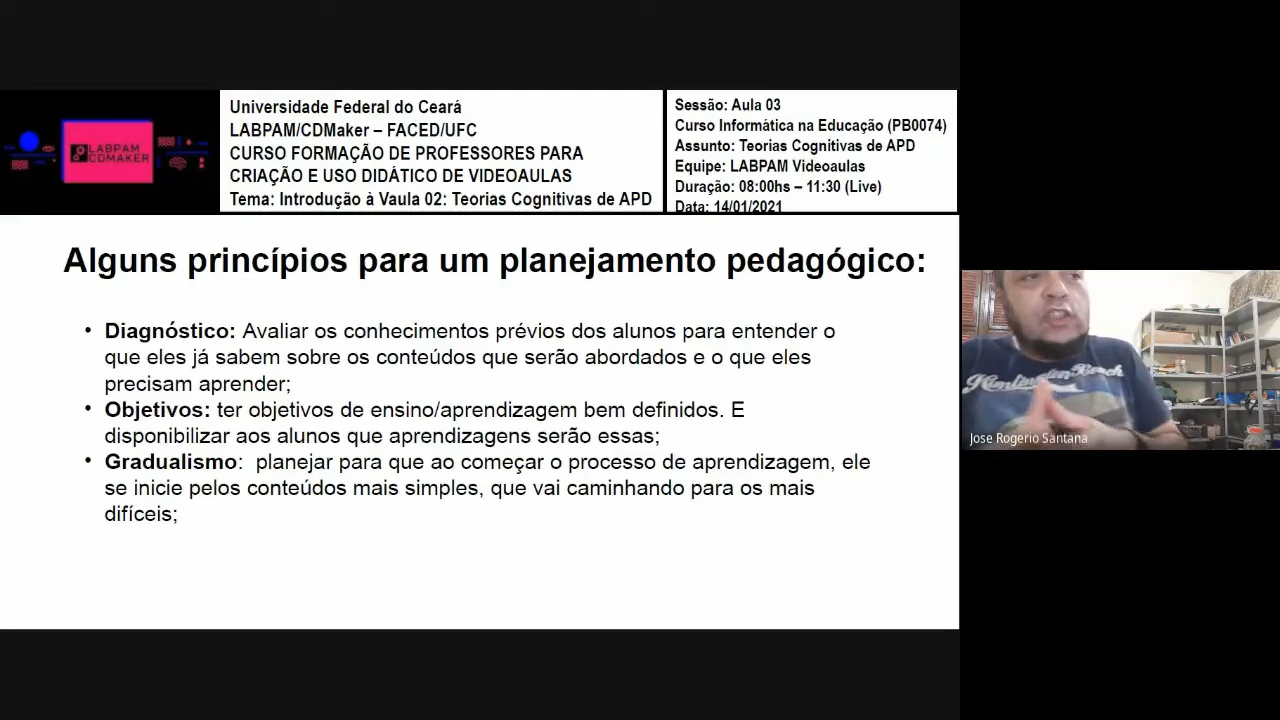 LABPAM
CDMAKER
Universidade Federal do Ceará
LABPAM/CDMaker – FACED/UFC
CURSO FORMAÇÃO DE PROFESSORES PARA
CRIAÇÃO E USO DIDÁTICO DE VIDEOAULAS
Tema: Introdução à Vaula 02: Teorias Cognitivas de APD
Sessão: Aula 03
Curso Informática na Educação (PB0074)
Assunto: Teorias Cognitivas de APD
Equipe: LABPAM Videoaulas
Duração: 08:00hs – 11:30 (Live)
Data: 14/01/2021
Alguns princípios para um planejamento pedagógico:
• Diagnóstico: Avaliar os conhecimentos prévios dos alunos para entender o
que eles já sabem sobre os conteúdos que serão abordados e o que eles
precisam aprender;
• Objetivos: ter objetivos de ensino/aprendizagem bem definidos. E
disponibilizar aos alunos que aprendizagens serão essas;
• Gradualismo: planejar para que ao começar o processo de aprendizagem, ele
se inicie pelos conteúdos mais simples, que vai caminhando para os mais
difíceis;
Jose Rogerio Santana